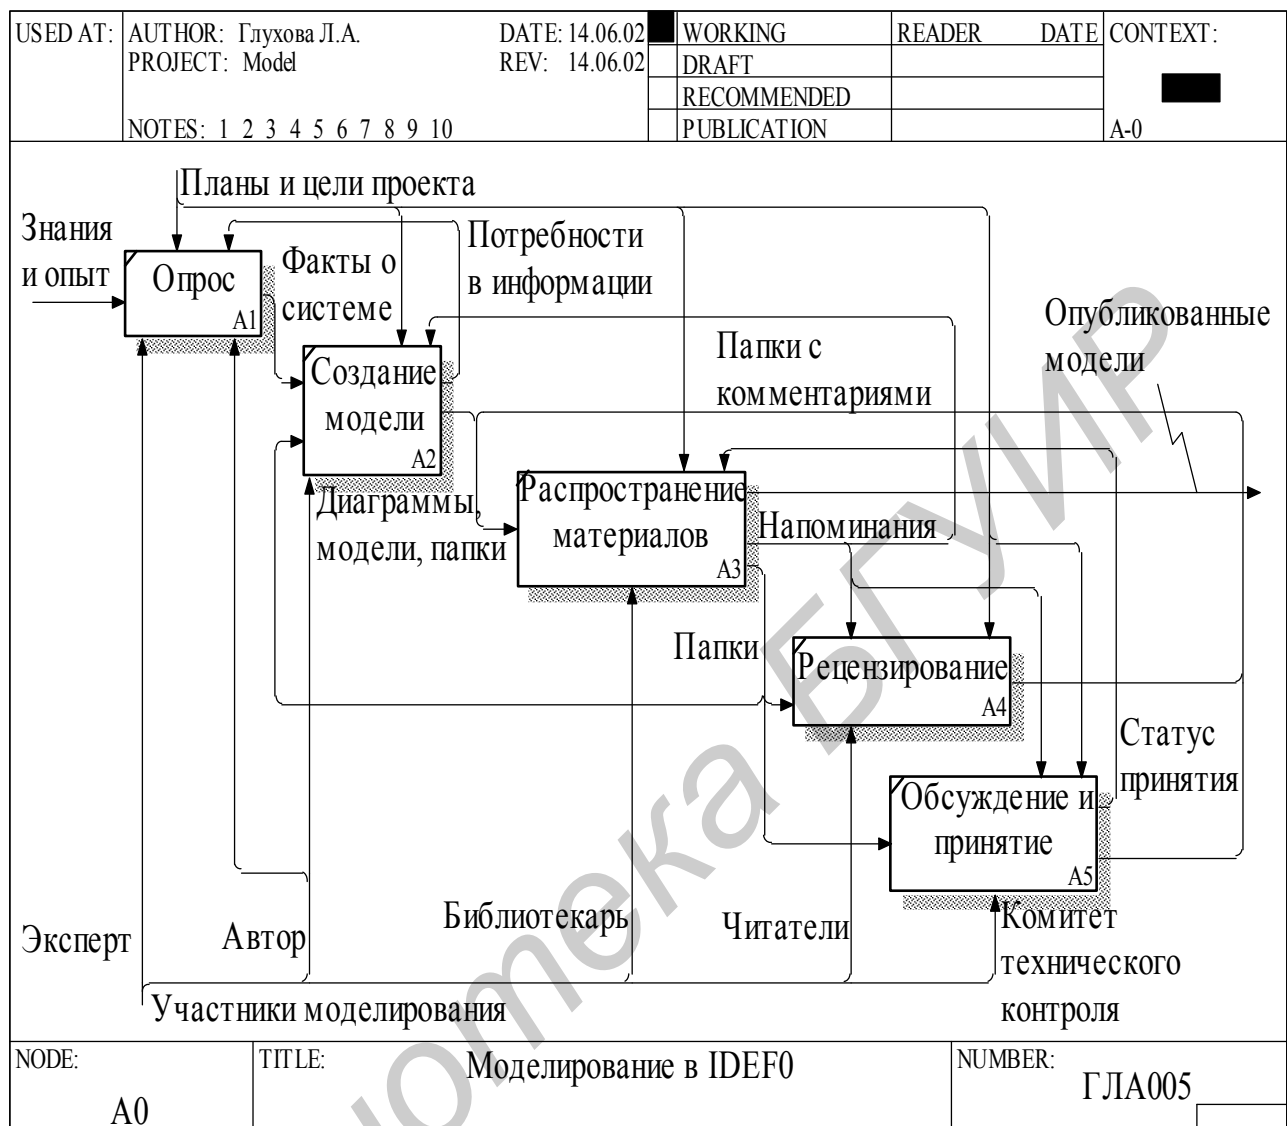 USED AT:
AUTHOR: Глухова Л.А.
DATE: 14.06.02
PROJECT: Model
REV: 14.06.02
NOTES: 1 2 3 4 5 6 7 8 9 10
WORKING
DRAFT
RECOMMENDED
PUBLICATION
READER DATE
CONTEXT:
A-0
Планы и цели проекта
Знания
и опыт
Опрос
A1
Факты о
системе
Потребности
в информации
Создание
модели
A2
Папки с
комментариями
Опубликованные
модели
Диаграммы,
модели, папки
Распространение
материалов
A3
Напоминания
Папки
Рецензирование
A4
Статус
принятия
Обсуждение и
принятие
A5
Эксперт
Автор
Библиотекарь
Читатели
Комитет
технического
контроля
Участники моделирования
NODE:
A0
TITLE:
Моделирование в IDEF0
NUMBER:
ГЛА005
отека БГУИР